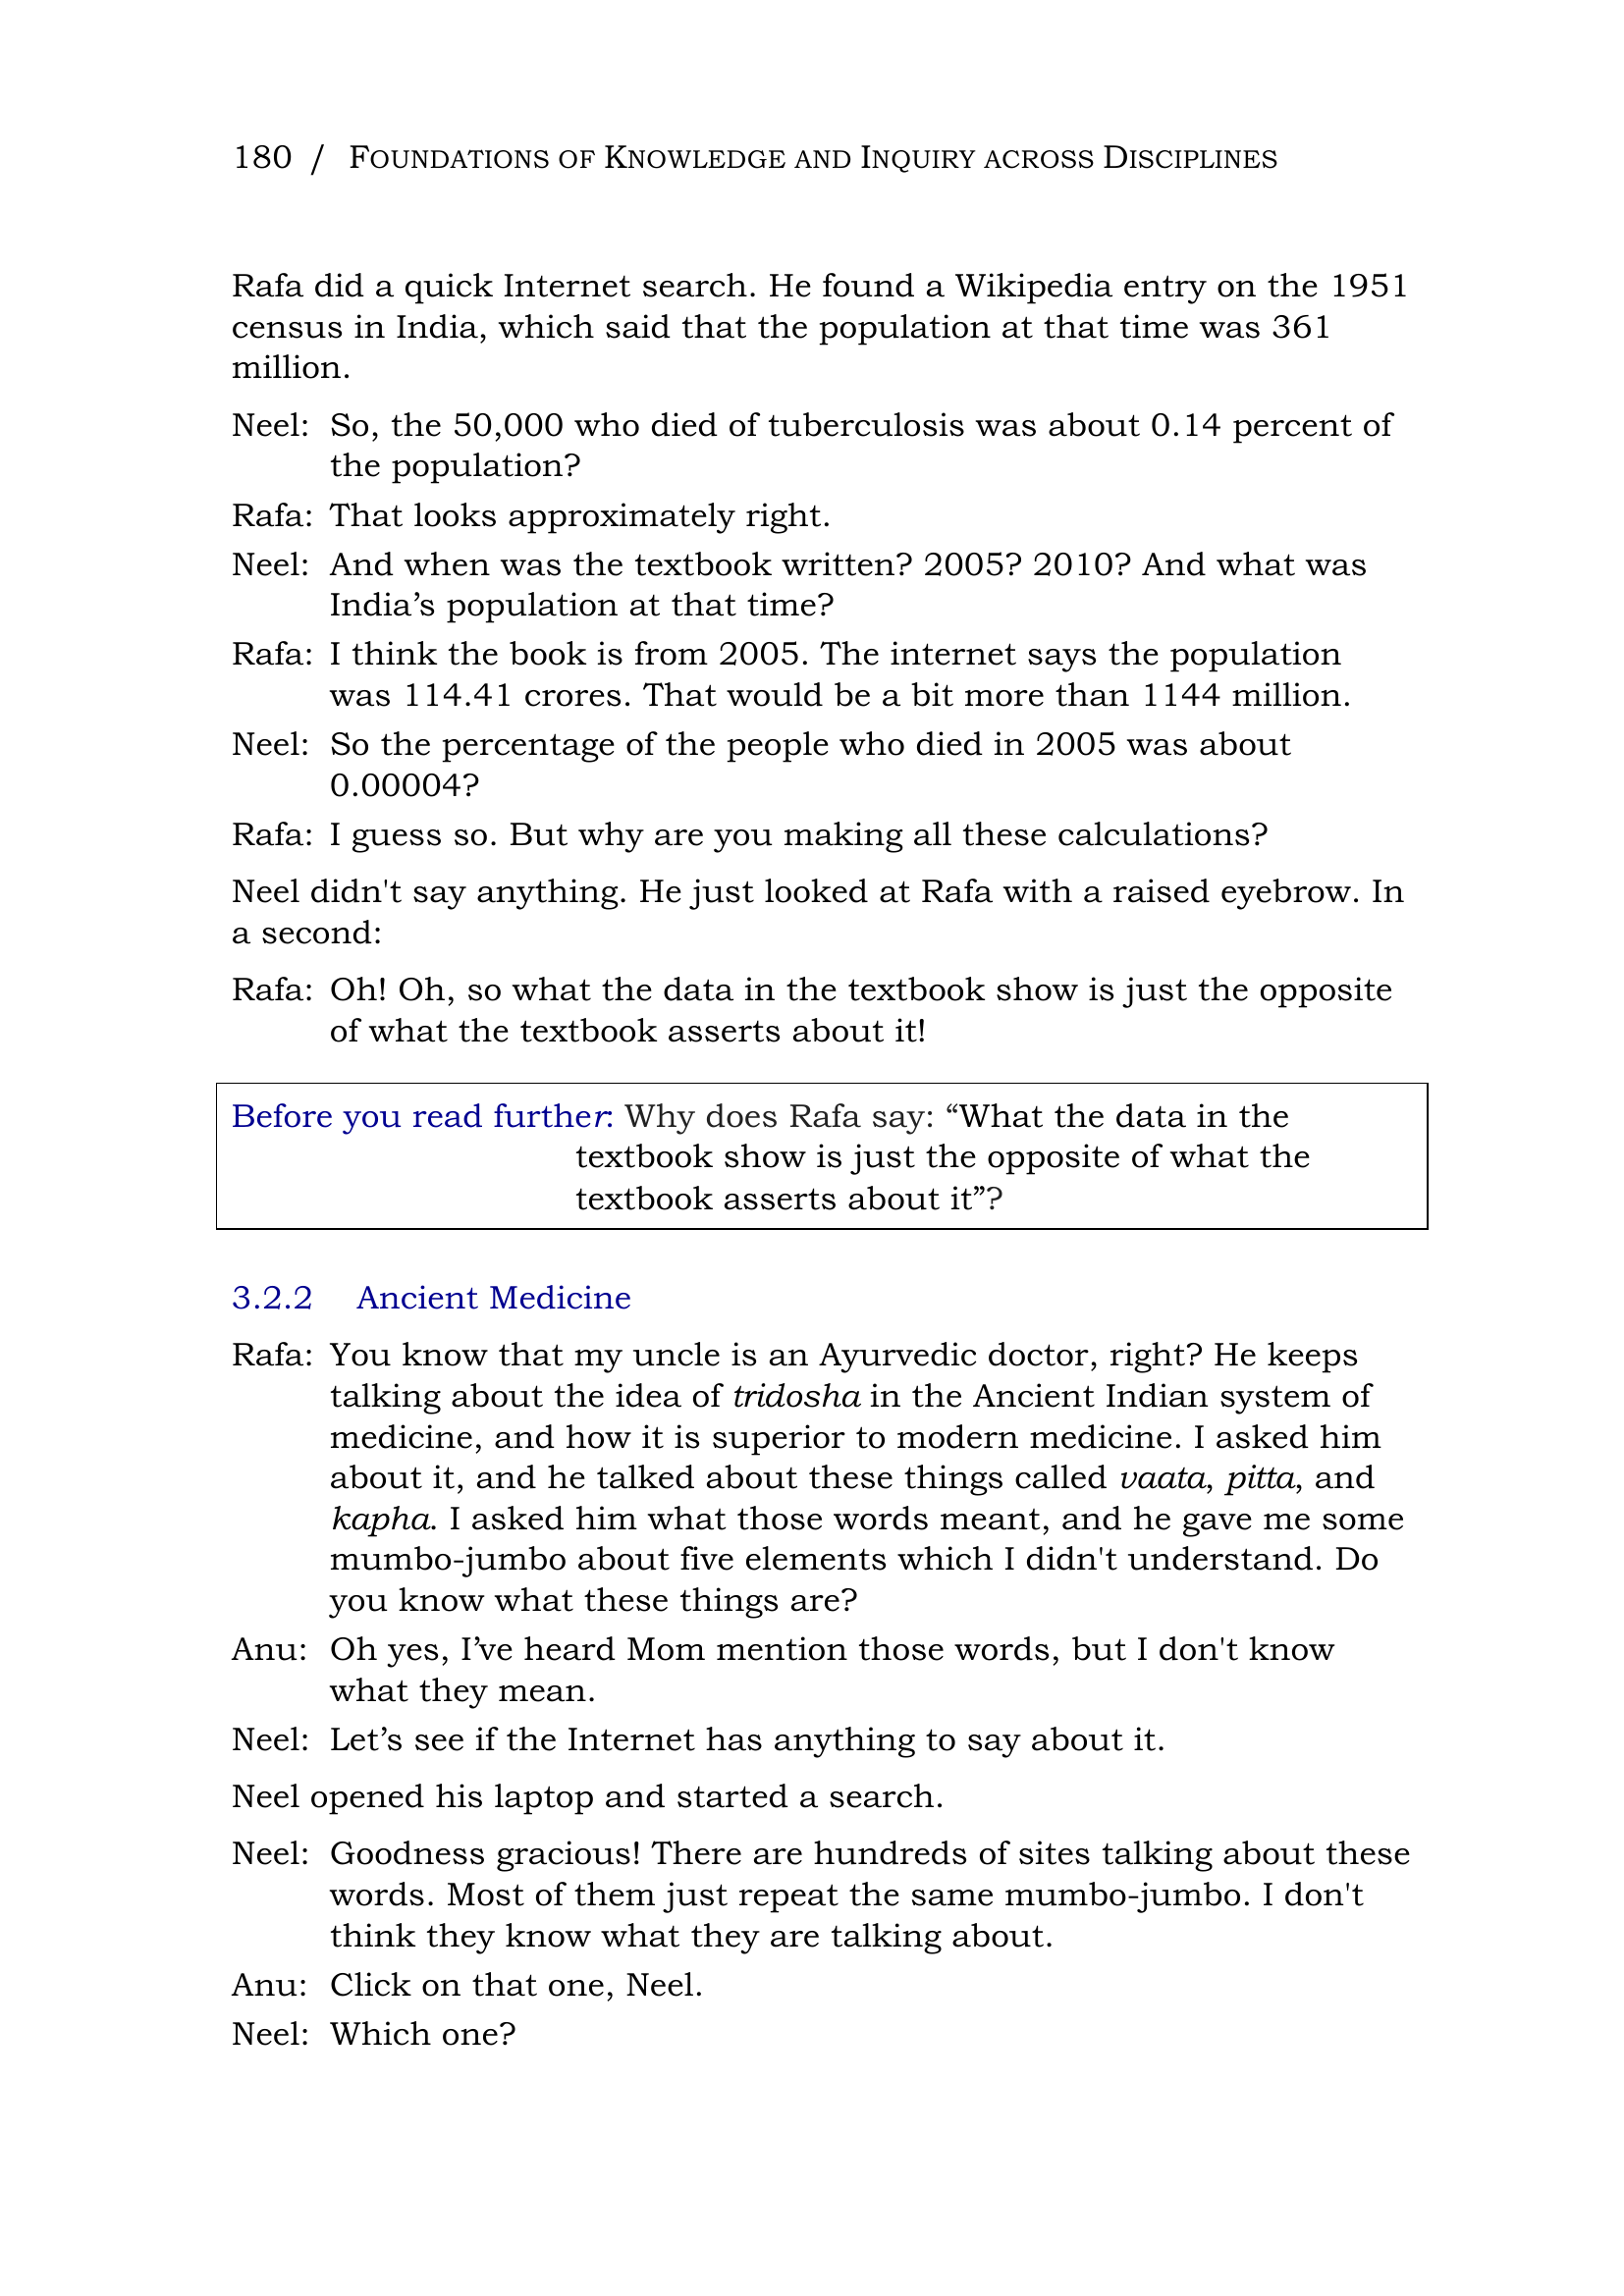 180 / FOUNDATIONS OF KNOWLEDGE AND INQUIRY ACROSS DISCIPLINES
Rafa did a quick Internet search. He found a Wikipedia entry on the 1951
census in India, which said that the population at that time was 361
million.
Neel: So, the 50,000 who died of tuberculosis was about 0.14 percent of
the population?
Rafa: That looks approximately right.
Neel: And when was the textbook written? 2005? 2010? And what was
India’s population at that time?
Rafa: I think the book is from 2005. The internet says the population
was 114.41 crores. That would be a bit more than 1144 million.
Neel: So the percentage of the people who died in 2005 was about
0.00004?
Rafa: I guess so. But why are you making all these calculations?
Neel didn't say anything. He just looked at Rafa with a raised eyebrow. In
a second:
Rafa: Oh! Oh, so what the data in the textbook show is just the opposite
of what the textbook asserts about it!
Before you read further: Why does Rafa say: “What the data in the
textbook show is just the opposite of what the
textbook asserts about it”?
3.2.2 Ancient Medicine
Rafa: You know that my uncle is an Ayurvedic doctor, right? He keeps
talking about the idea of tridosha in the Ancient Indian system of
medicine, and how it is superior to modern medicine. I asked him
about it, and he talked about these things called vaata, pitta, and
kapha. I asked him what those words meant, and he gave me some
mumbo-jumbo about five elements which I didn't understand. Do
you know what these things are?
Anu: Oh yes, I’ve heard Mom mention those words, but I don't know
what they mean.
Neel: Let’s see if the Internet has anything to say about it.
Neel opened his laptop and started a search.
Neel: Goodness gracious! There are hundreds of sites talking about these
words. Most of them just repeat the same mumbo-jumbo. I don't
think they know what they are talking about.
Anu: Click on that one, Neel.
Neel: Which one?